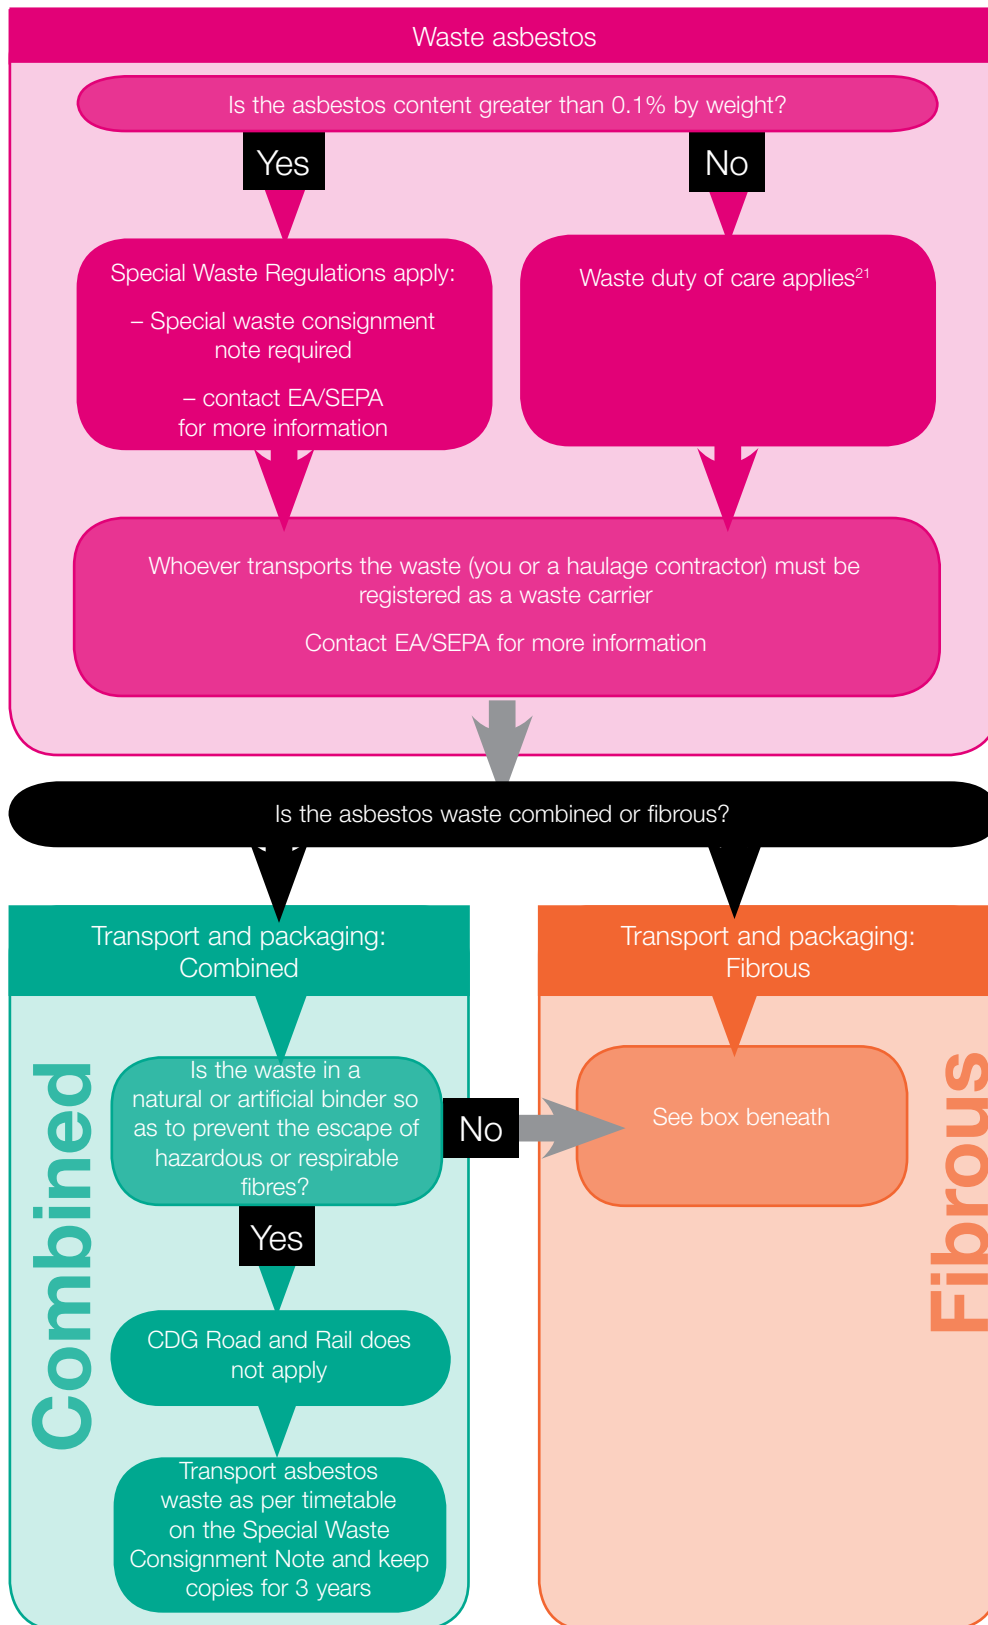 Waste asbestos
Is the asbestos content greater than 0.1% by weight?
Yes
No
Special Waste Regulations apply:
– Special waste consignment
note required
– contact EA/SEPA
for more information
Waste duty of care applies²¹
Whoever transports the waste (you or a haulage contractor) must be
registered as a waste carrier
Contact EA/SEPA for more information
Is the asbestos waste combined or fibrous?
Transport and packaging:
Combined
Transport and packaging:
Fibrous
Combined
Is the waste in a
natural or artificial binder so
as to prevent the escape of
hazardous or respirable
fibres?
No
See box beneath
Fibrous
Yes
CDG Road and Rail does
not apply
Transport asbestos
waste as per timetable
on the Special Waste
Consignment Note and keep
copies for 3 years